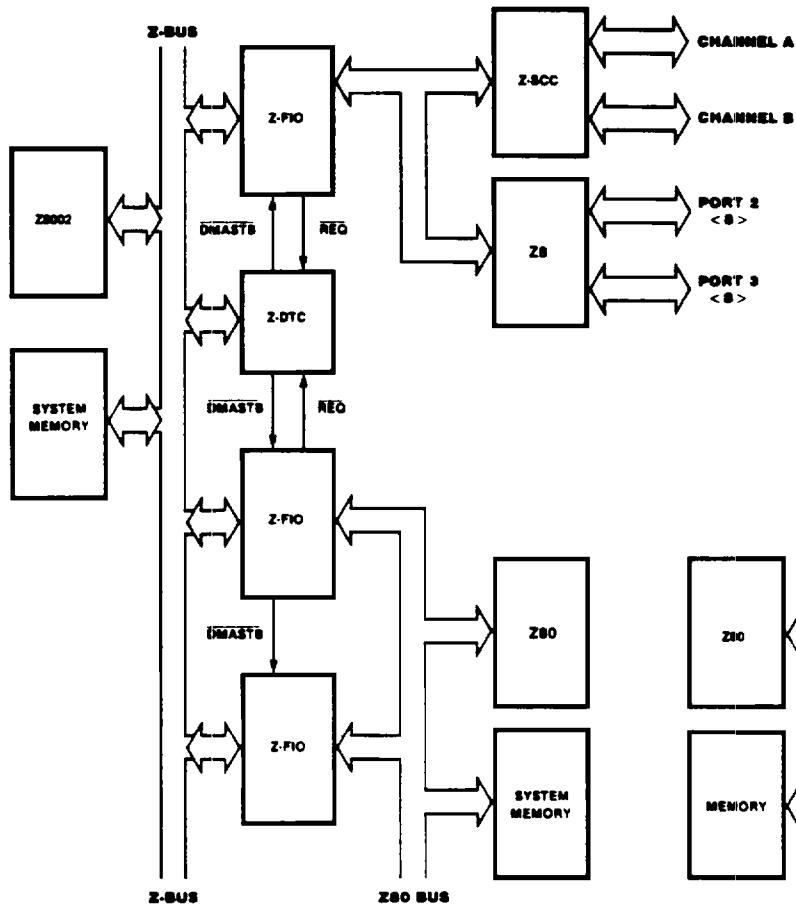 Z-BUS
Z-FIO
Z-SCC
CHANNEL A
CHANNEL B
Z8002
DMASTB
REQ
Z8
PORT 2
<8>
PORT 3
<8>
Z-DTC
SYSTEM
MEMORY
DMASTB
REQ
Z-FIO
DMASTB
Z80
Z80
Z-FIO
SYSTEM
MEMORY
MEMORY
Z-BUS
Z80 BUS